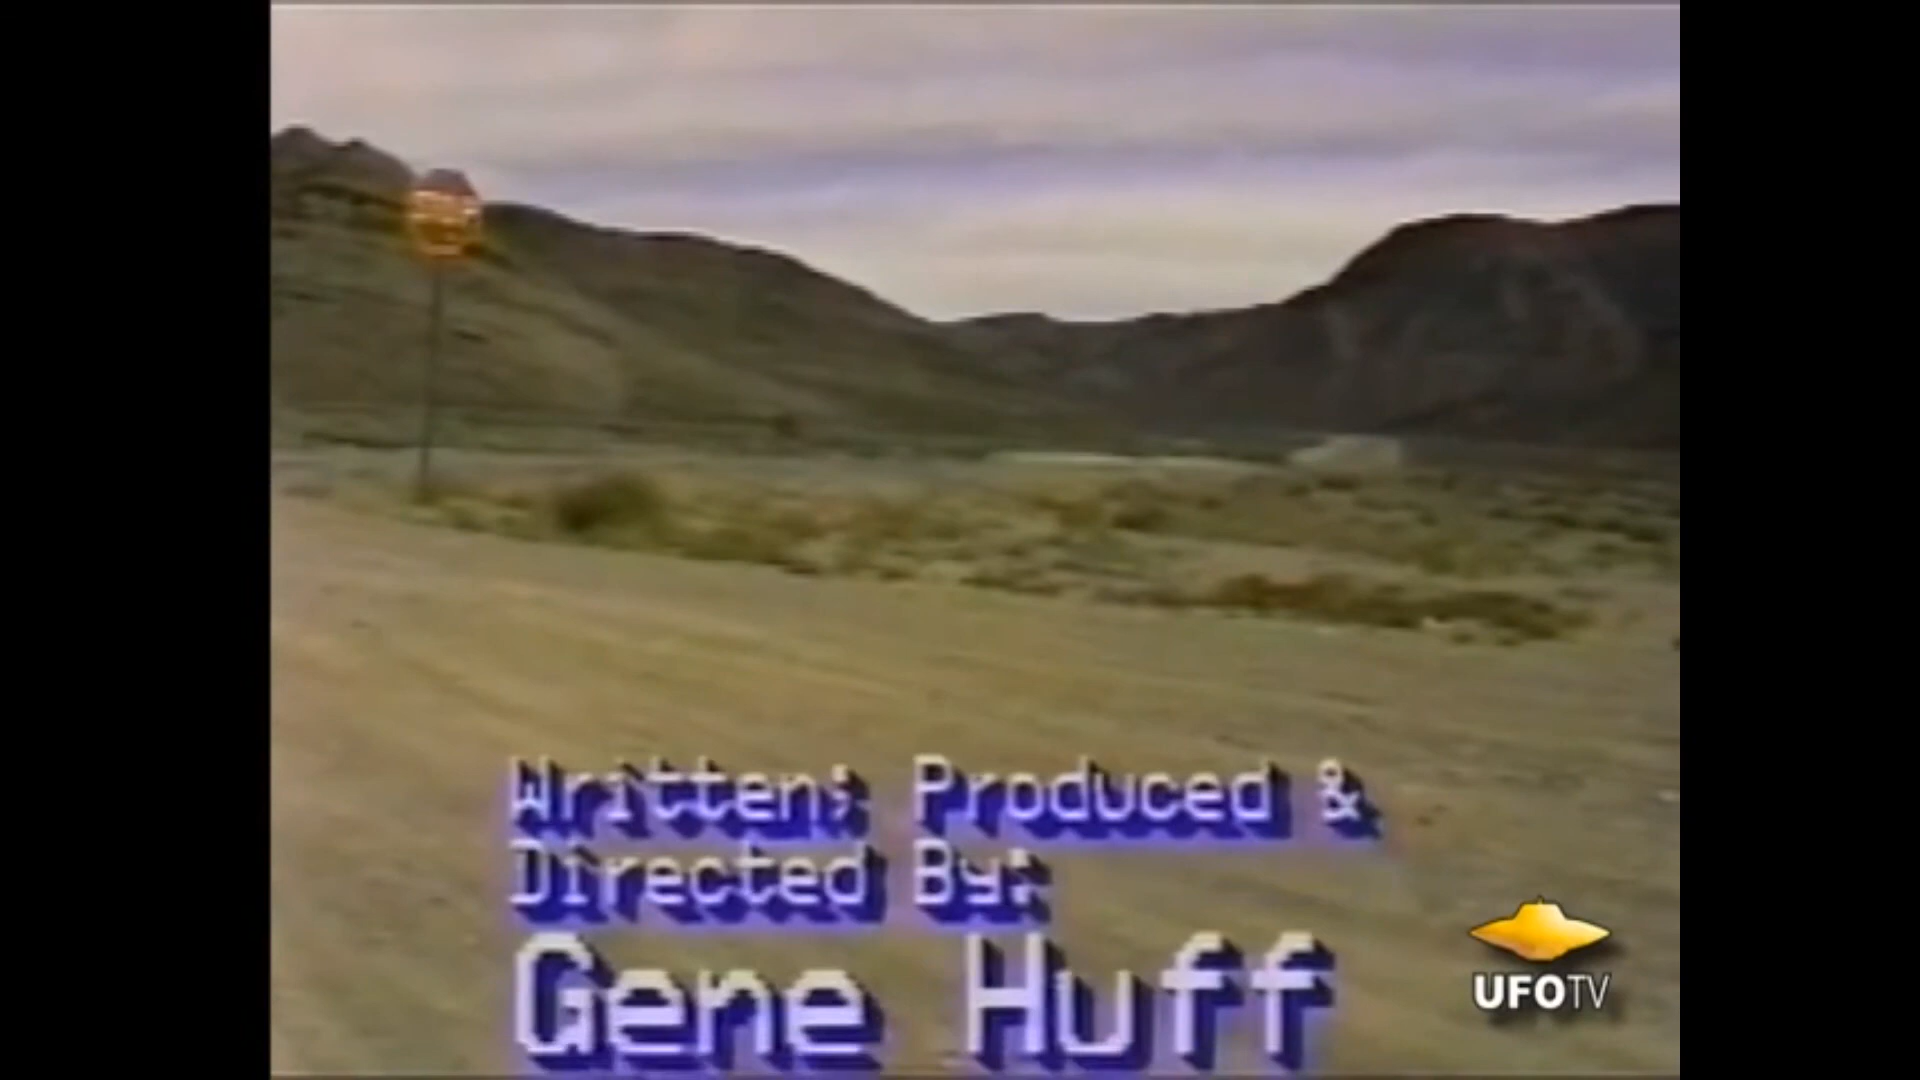 Written; Produced &
Directed By:
Gene Huff
UFOTV